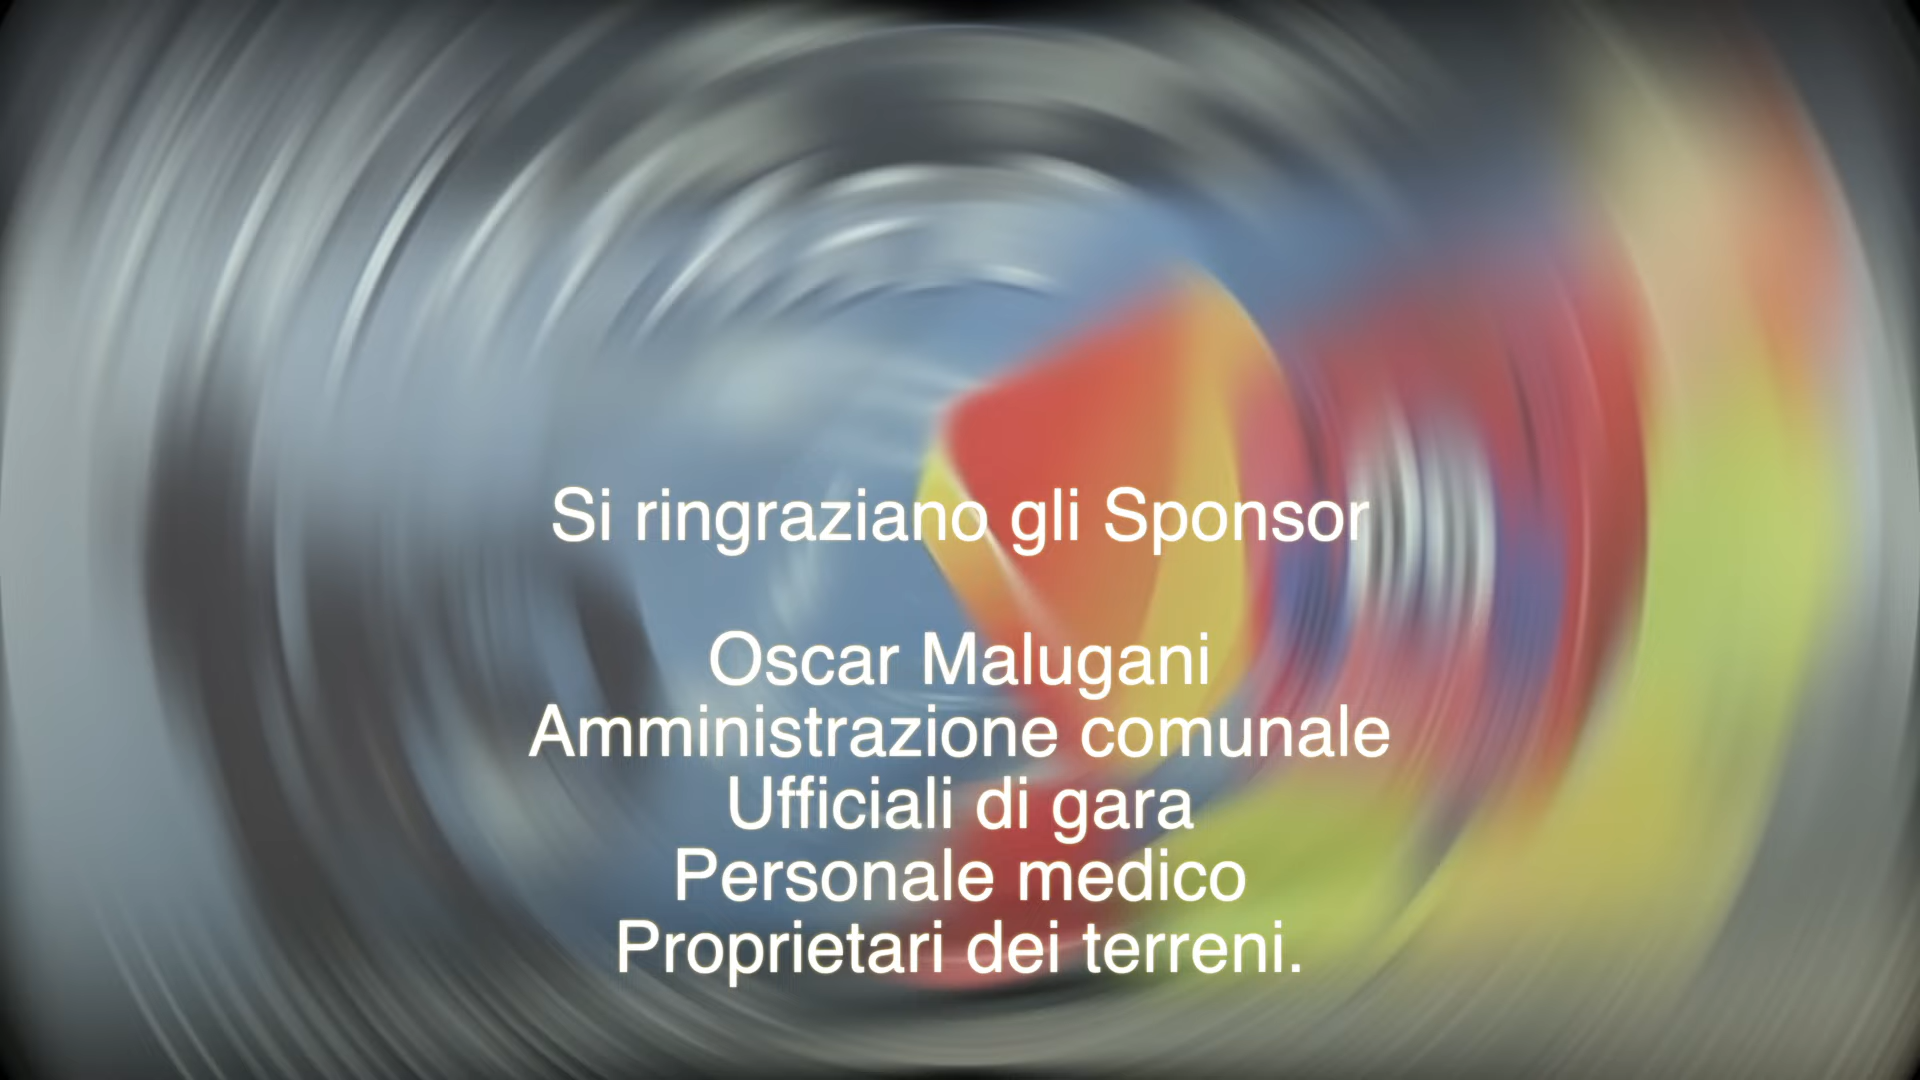 Si ringraziano gli Sponsor
Oscar Malugani
Amministrazione comunale
Ufficiali di gara
Personale medico
Proprietari dei terreni.